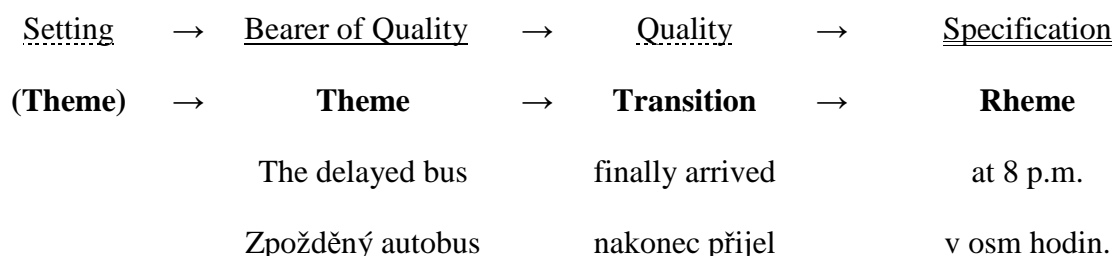 Setting → Bearer of Quality → Quality → Specification
(Theme) → Theme → Transition → Rheme
The delayed bus finally arrived at 8 p.m.
Zpožděný autobus nakonec přijel v osm hodin.